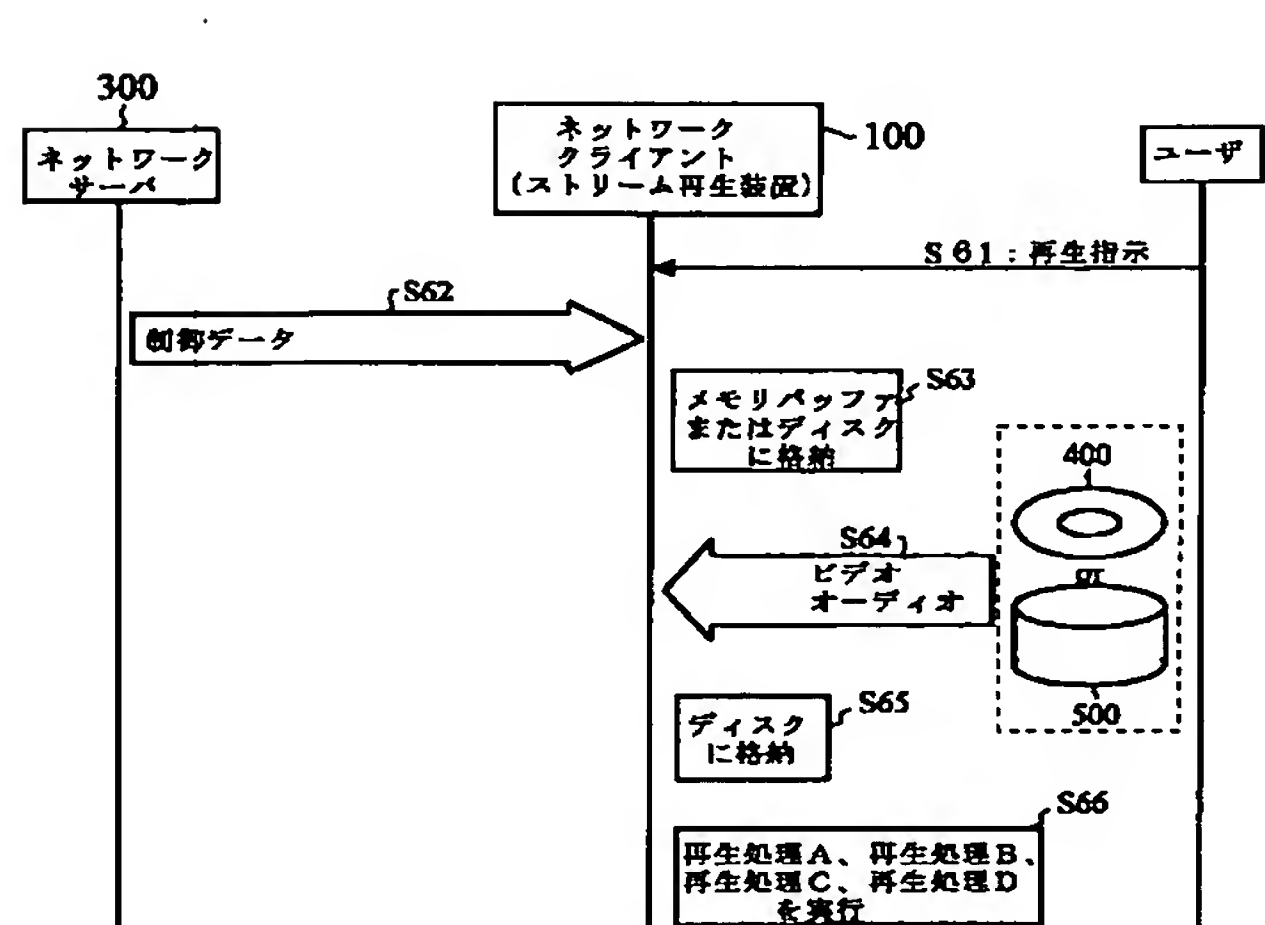 300
ネットワーク
サーバ
ネットワーク
クライアント
(ストリーム再生装置)
100
ユーザ
S61:再生指示
S62
制御データ
S63
メモリバッファ
またはディスク
に格納
400
or
500
S64
ビデオ
オーディオ
S65
ディスク
に格納
S66
再生処理A、再生処理B、
再生処理C、再生処理D
を実行